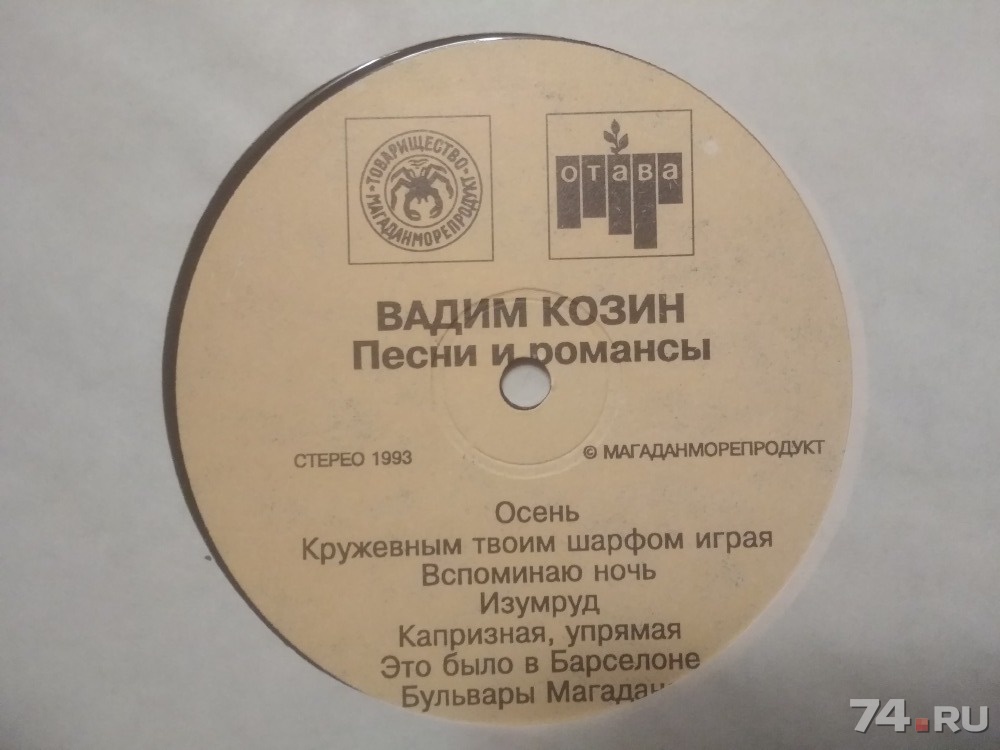 ТОВАРИЩЕСТВО
МАГАДАНМОРЕПРОДУКТ
отава
ВАДИМ КОЗИН
Песни и романсы
СТЕРЕО 1993
© МАГАДАНМОРЕПРОДУКТ
Осень
Кружевным твоим шарфом играя
Вспоминаю ночь
Изумруд
Капризная, упрямая
Это было в Барселоне
Бульвары
74.RU